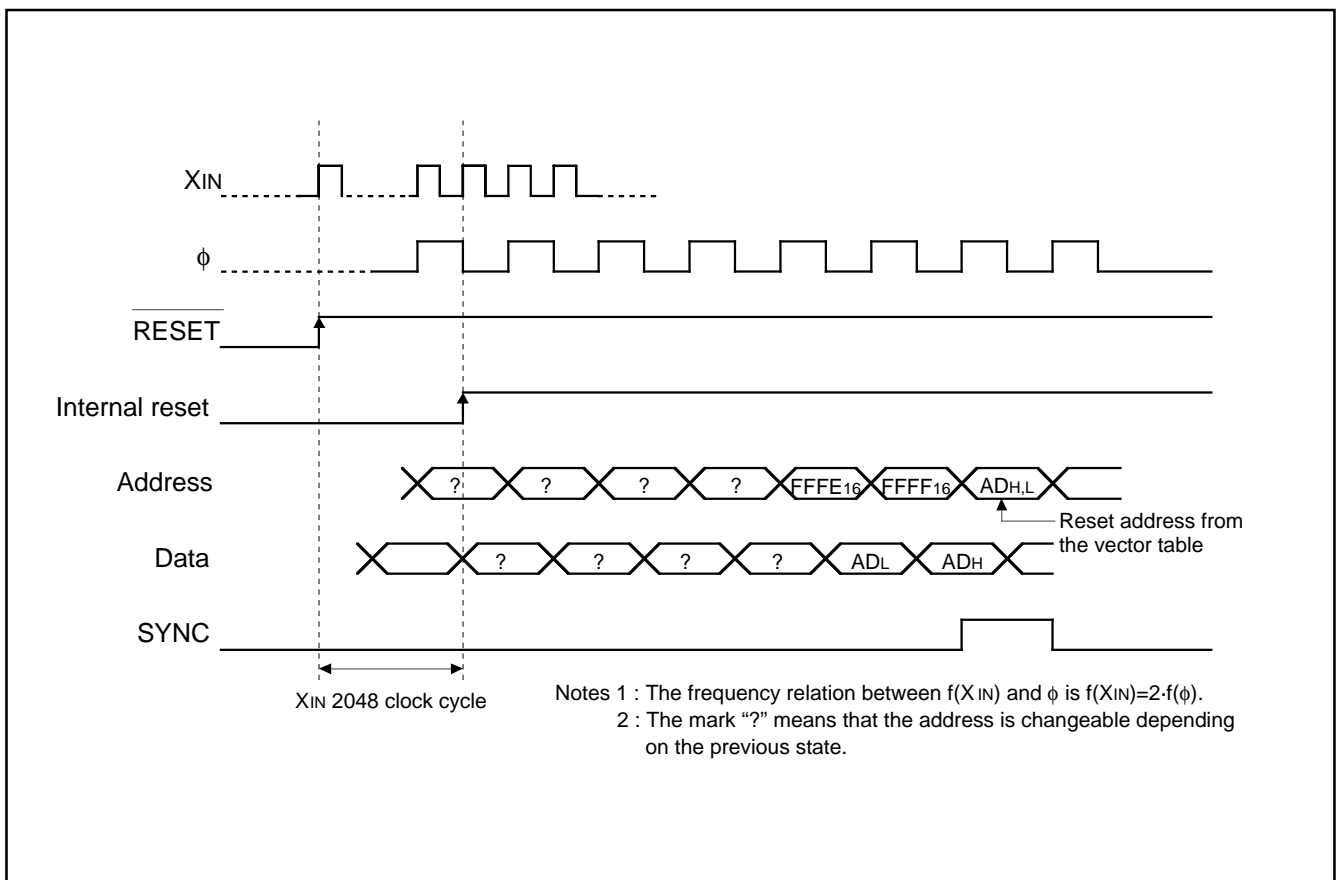 XIN
ϕ
RESET
Internal reset
Address ? ? ? ? FFFE16 FFFF16 ADH,L
Reset address from
the vector table
Data ? ? ? ? ADL ADH
SYNC
XIN 2048 clock cycle
Notes 1 : The frequency relation between f(XIN) and ϕ is f(XIN)=2·f(ϕ).
2 : The mark “?” means that the address is changeable depending
on the previous state.